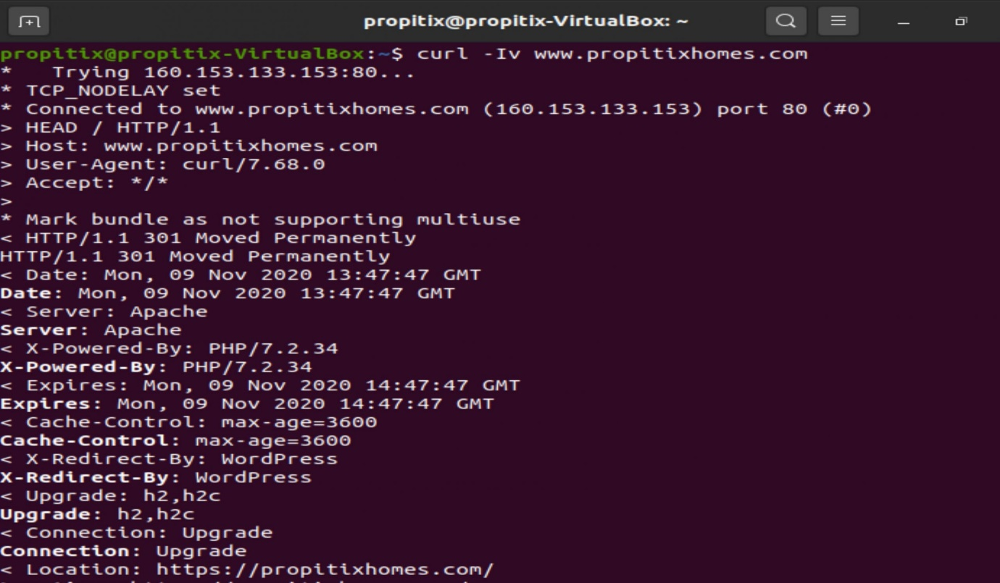 propitix@propitix-VirtualBox: ~
propitix@propitix-VirtualBox:~$ curl -Iv www.propitixhomes.com
*   Trying 160.153.133.153:80...
* TCP_NODELAY set
* Connected to www.propitixhomes.com (160.153.133.153) port 80 (#0)
> HEAD / HTTP/1.1
> Host: www.propitixhomes.com
> User-Agent: curl/7.68.0
> Accept: */*
>
* Mark bundle as not supporting multiuse
< HTTP/1.1 301 Moved Permanently
HTTP/1.1 301 Moved Permanently
< Date: Mon, 09 Nov 2020 13:47:47 GMT
Date: Mon, 09 Nov 2020 13:47:47 GMT
< Server: Apache
Server: Apache
< X-Powered-By: PHP/7.2.34
X-Powered-By: PHP/7.2.34
< Expires: Mon, 09 Nov 2020 14:47:47 GMT
Expires: Mon, 09 Nov 2020 14:47:47 GMT
< Cache-Control: max-age=3600
Cache-Control: max-age=3600
< X-Redirect-By: WordPress
X-Redirect-By: WordPress
< Upgrade: h2,h2c
Upgrade: h2,h2c
< Connection: Upgrade
Connection: Upgrade
< Location: https://propitixhomes.com/